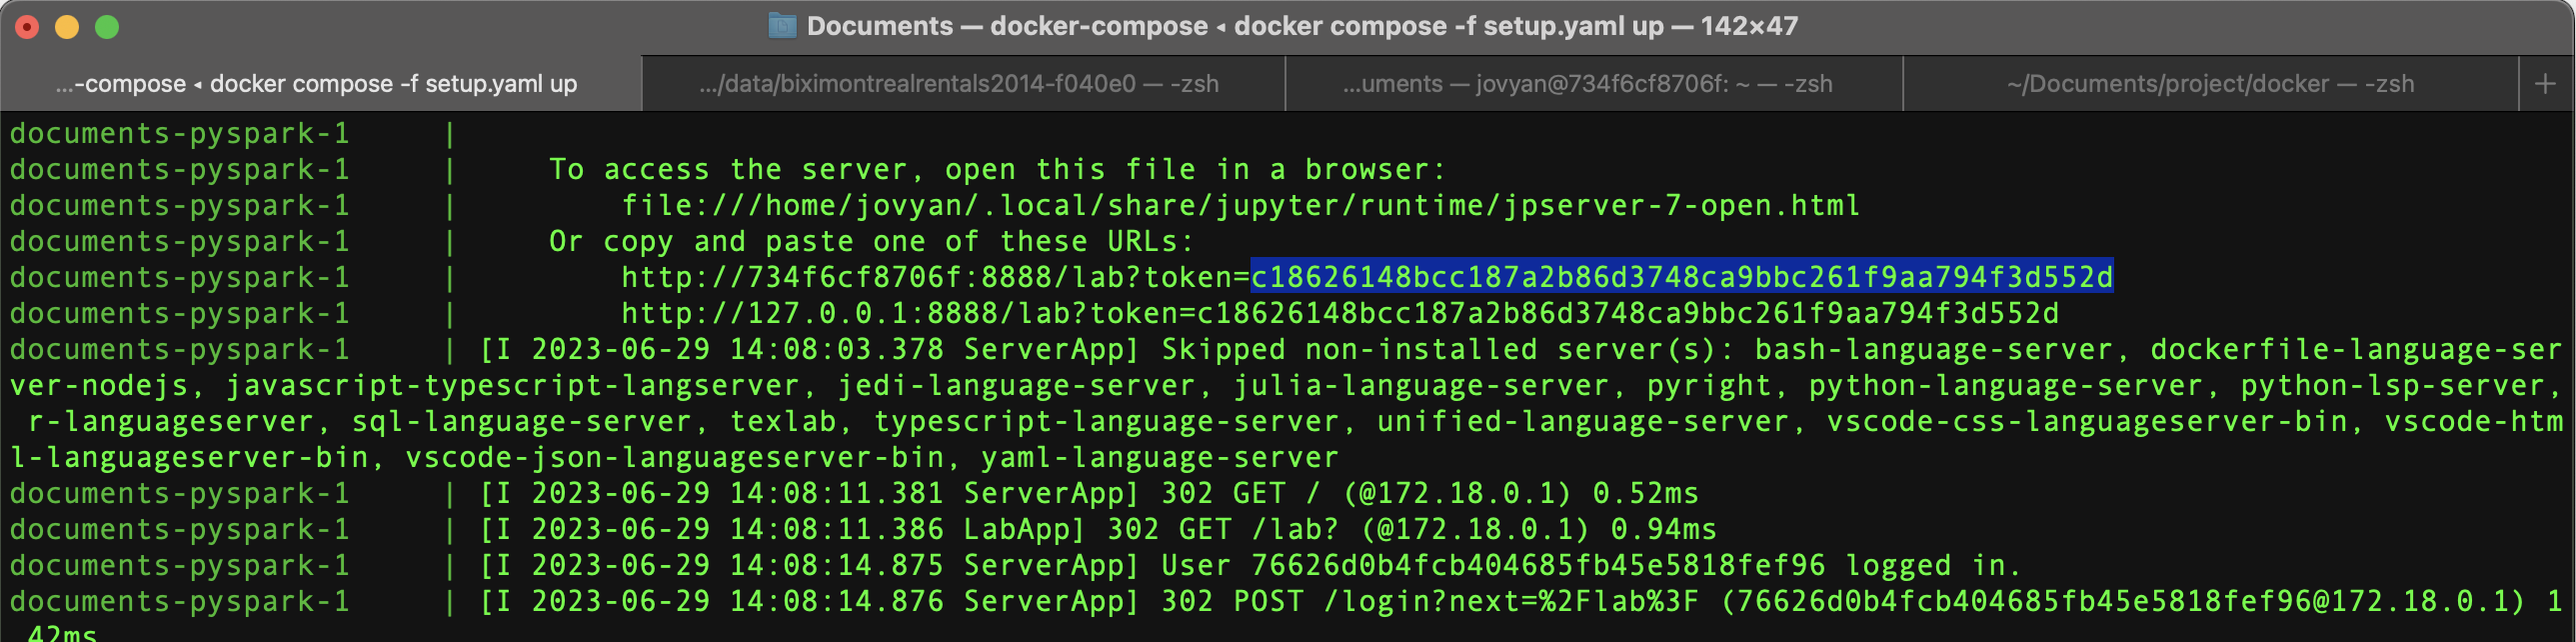 Documents — docker-compose ◂ docker compose -f setup.yaml up — 142×47
...-compose ◂ docker compose -f setup.yaml up
.../data/biximontrealrentals2014-f040e0 — -zsh
...uments — jovyan@734f6cf8706f: ~ — -zsh
~/Documents/project/docker — -zsh
+
documents-pyspark-1     |
documents-pyspark-1     |     To access the server, open this file in a browser:
documents-pyspark-1     |         file:///home/jovyan/.local/share/jupyter/runtime/jpserver-7-open.html
documents-pyspark-1     |     Or copy and paste one of these URLs:
documents-pyspark-1     |         http://734f6cf8706f:8888/lab?token=c18626148bcc187a2b86d3748ca9bbc261f9aa794f3d552d
documents-pyspark-1     |         http://127.0.0.1:8888/lab?token=c18626148bcc187a2b86d3748ca9bbc261f9aa794f3d552d
documents-pyspark-1     | [I 2023-06-29 14:08:03.378 ServerApp] Skipped non-installed server(s): bash-language-server, dockerfile-language-ser
ver-nodejs, javascript-typescript-langserver, jedi-language-server, julia-language-server, pyright, python-language-server, python-lsp-server,
 r-languageserver, sql-language-server, texlab, typescript-language-server, unified-language-server, vscode-css-languageserver-bin, vscode-htm
l-languageserver-bin, vscode-json-languageserver-bin, yaml-language-server
documents-pyspark-1     | [I 2023-06-29 14:08:11.381 ServerApp] 302 GET / (@172.18.0.1) 0.52ms
documents-pyspark-1     | [I 2023-06-29 14:08:11.386 LabApp] 302 GET /lab? (@172.18.0.1) 0.94ms
documents-pyspark-1     | [I 2023-06-29 14:08:14.875 ServerApp] User 76626d0b4fcb404685fb45e5818fef96 logged in.
documents-pyspark-1     | [I 2023-06-29 14:08:14.876 ServerApp] 302 POST /login?next=%2Flab%3F (76626d0b4fcb404685fb45e5818fef96@172.18.0.1) 1
 42ms